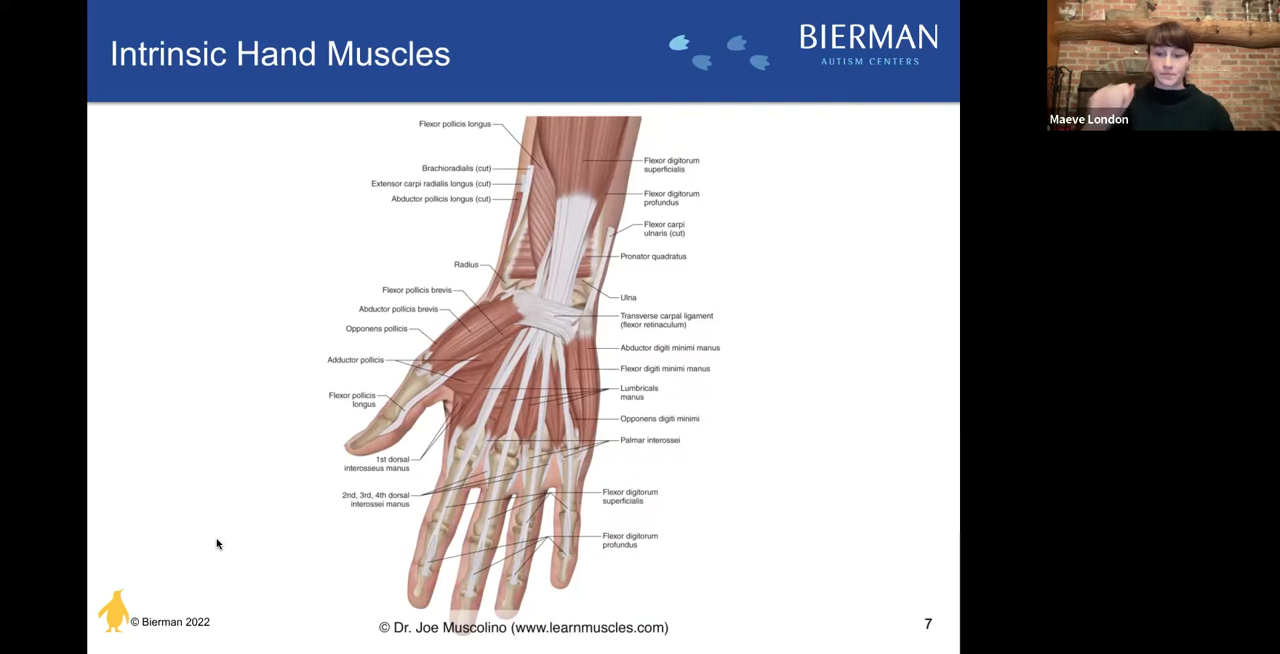 Intrinsic Hand Muscles
BIERMAN
AUTISM CENTERS
Maeve London
Flexor pollicis longus
Brachioradialis (cut)
Extensor carpi radialis longus (cut)
Abductor pollicis longus (cut)
Radius
Flexor pollicis brevis
Abductor pollicis brevis
Opponens pollicis
Adductor pollicis
Flexor pollicis
longus
1st dorsal
interosseus manus
2nd, 3rd, 4th dorsal
interossei manus
Flexor digitorum
superficialis
Flexor digitorum
profundus
Flexor carpi
ulnaris (cut)
Pronator quadratus
Ulna
Transverse carpal ligament
(flexor retinaculum)
Abductor digiti minimi manus
Flexor digiti minimi manus
Lumbricals
manus
Opponens digiti minimi
Palmar interossei
Flexor digitorum
superficialis
Flexor digitorum
profundus
© Bierman 2022
© Dr. Joe Muscolino (www.learnmuscles.com)
7